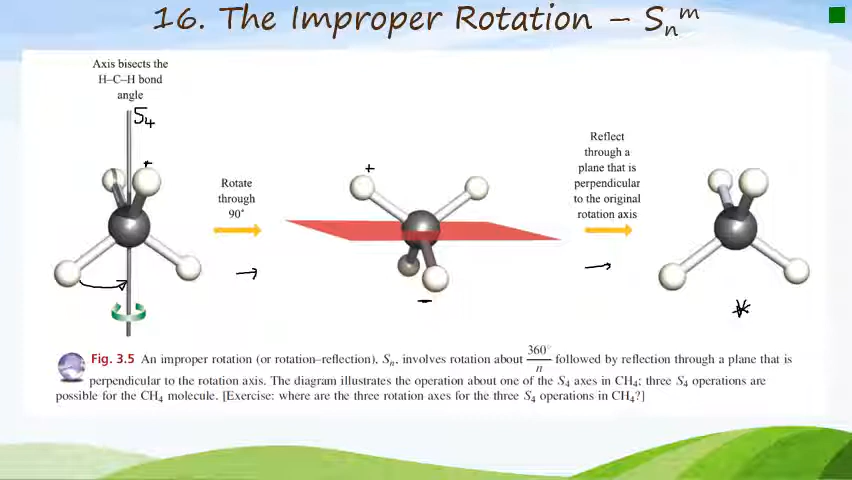 16. The Improper Rotation – Sₙᵐ
Axis bisects the
H–C–H bond
angle
S₄
+
Rotate
through
90°
+
–
Reflect
through a
plane that is
perpendicular
to the original
rotation axis
Fig. 3.5 An improper rotation (or rotation–reflection), Sₙ, involves rotation about 360°/n followed by reflection through a plane that is
perpendicular to the rotation axis. The diagram illustrates the operation about one of the S₄ axes in CH₄; three S₄ operations are
possible for the CH₄ molecule. [Exercise: where are the three rotation axes for the three S₄ operations in CH₄?]